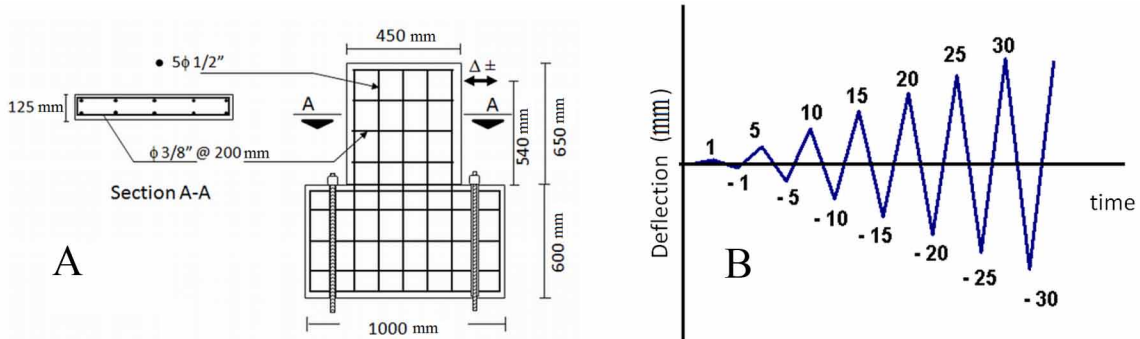 450 mm
5ϕ 1/2”
Δ ±
125 mm
A
A
ϕ 3/8” @ 200 mm
540 mm
650 mm
Section A-A
600 mm
1000 mm
A
Deflection (mm)
1
- 1
5
- 5
10
- 10
15
- 15
20
- 20
25
- 25
30
- 30
time
B